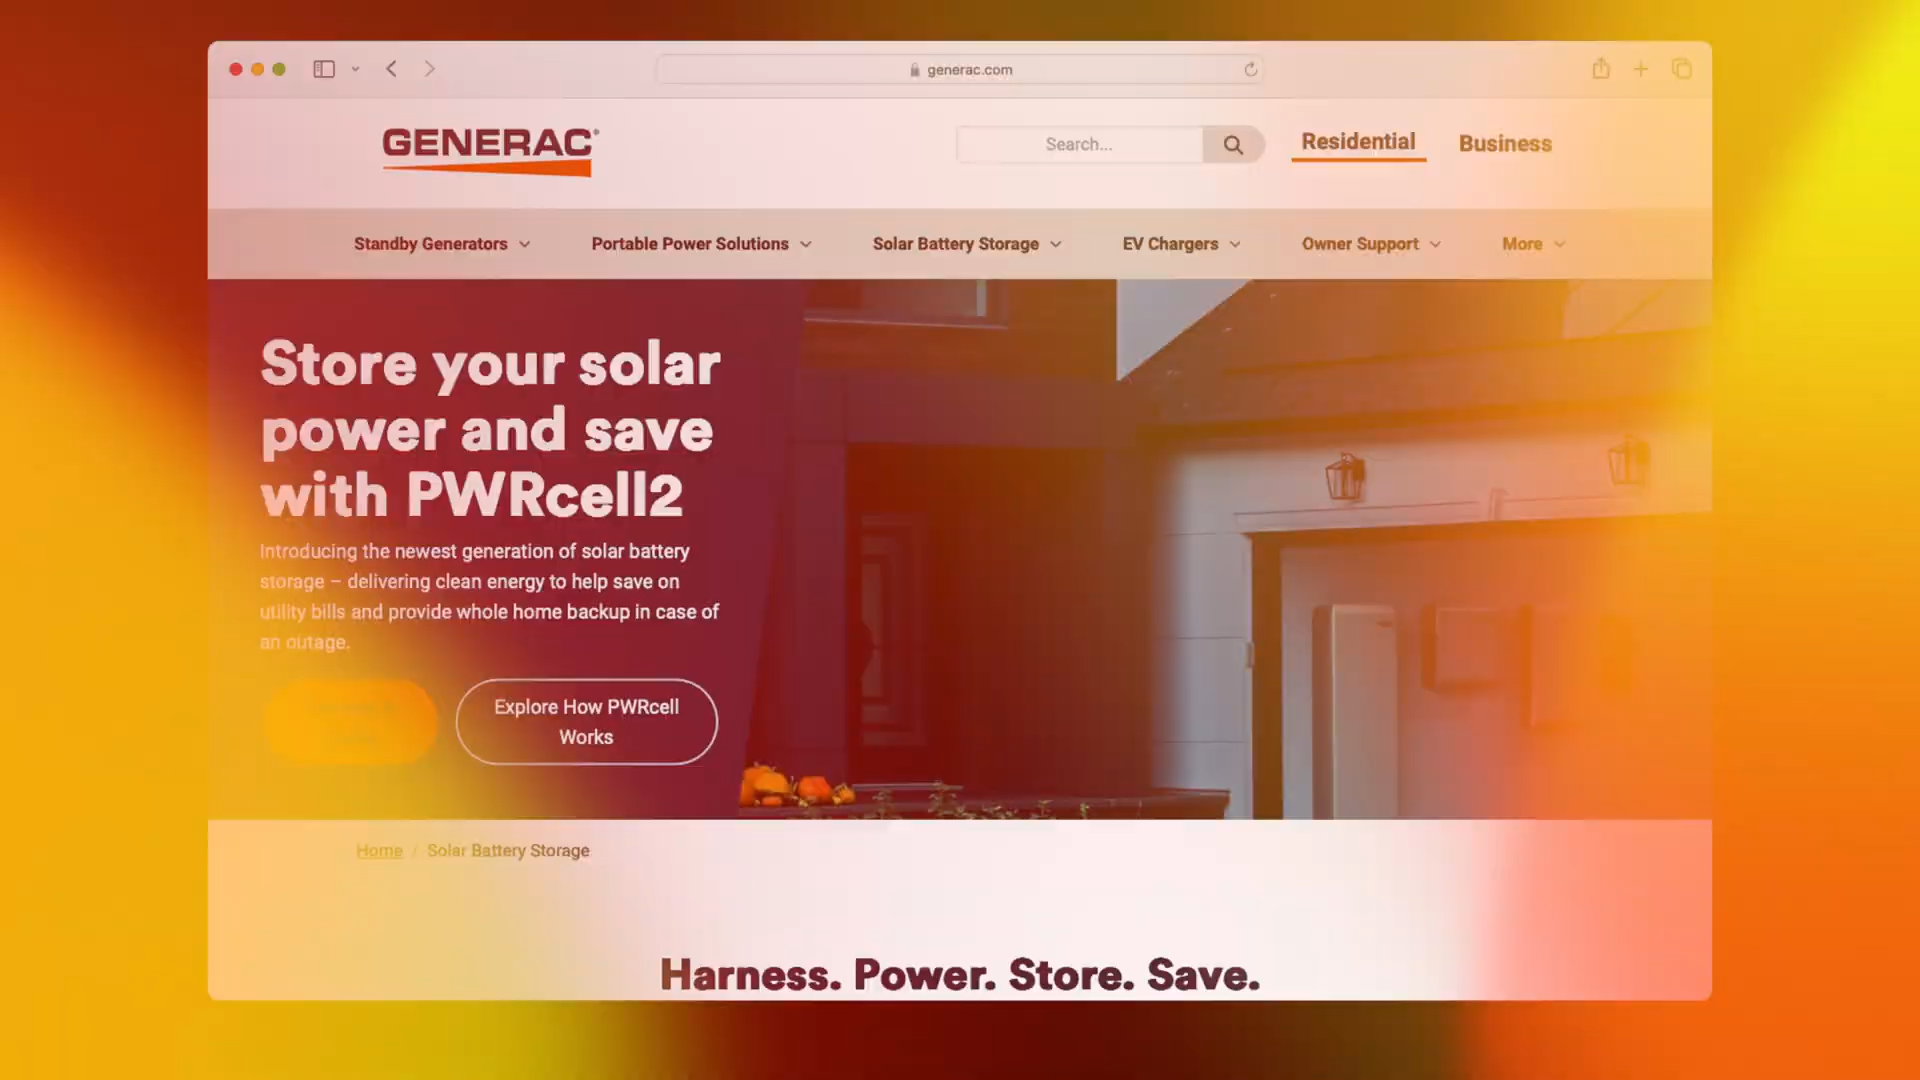 generac.com
GENERAC
Search...
Residential
Business
Standby Generators
Portable Power Solutions
Solar Battery Storage
EV Chargers
Owner Support
More
Store your solar
power and save
with PWRcell2
Introducing the newest generation of solar battery
storage – delivering clean energy to help save on
utility bills and provide whole home backup in case of
an outage.
Explore How PWRcell
Works
Home / Solar Battery Storage
Harness. Power. Store. Save.